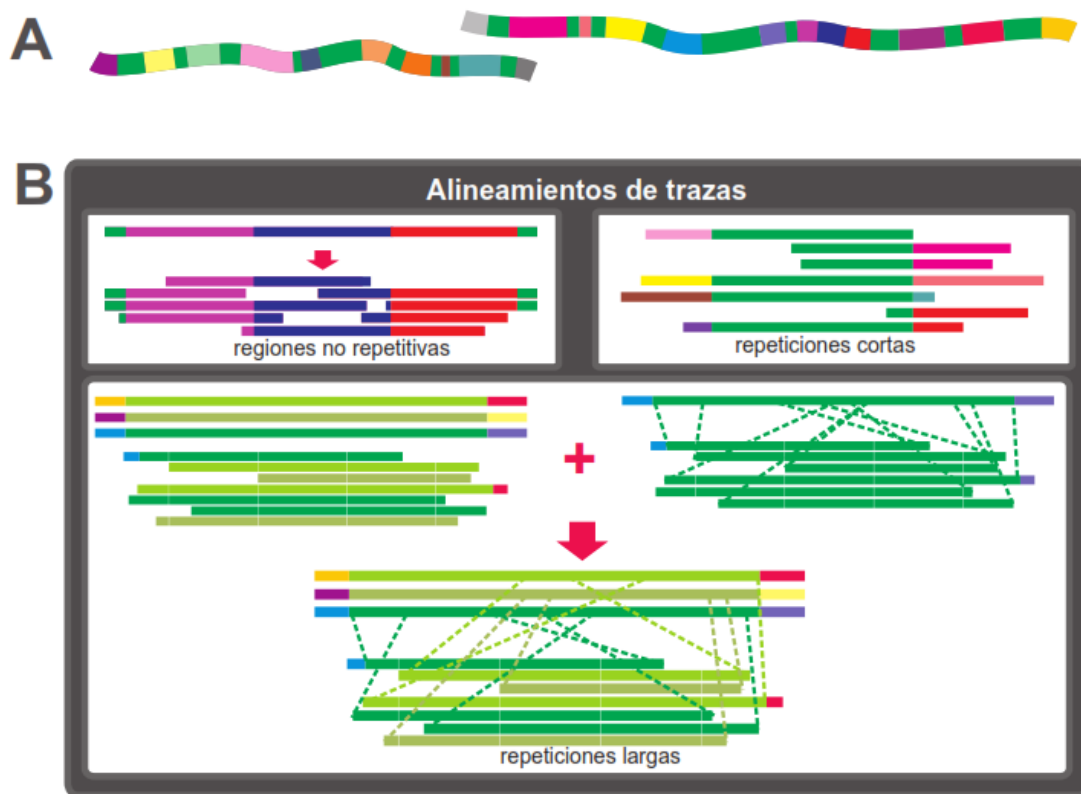 A
B
Alineamientos de trazas
regiones no repetitivas
repeticiones cortas
+
repeticiones largas